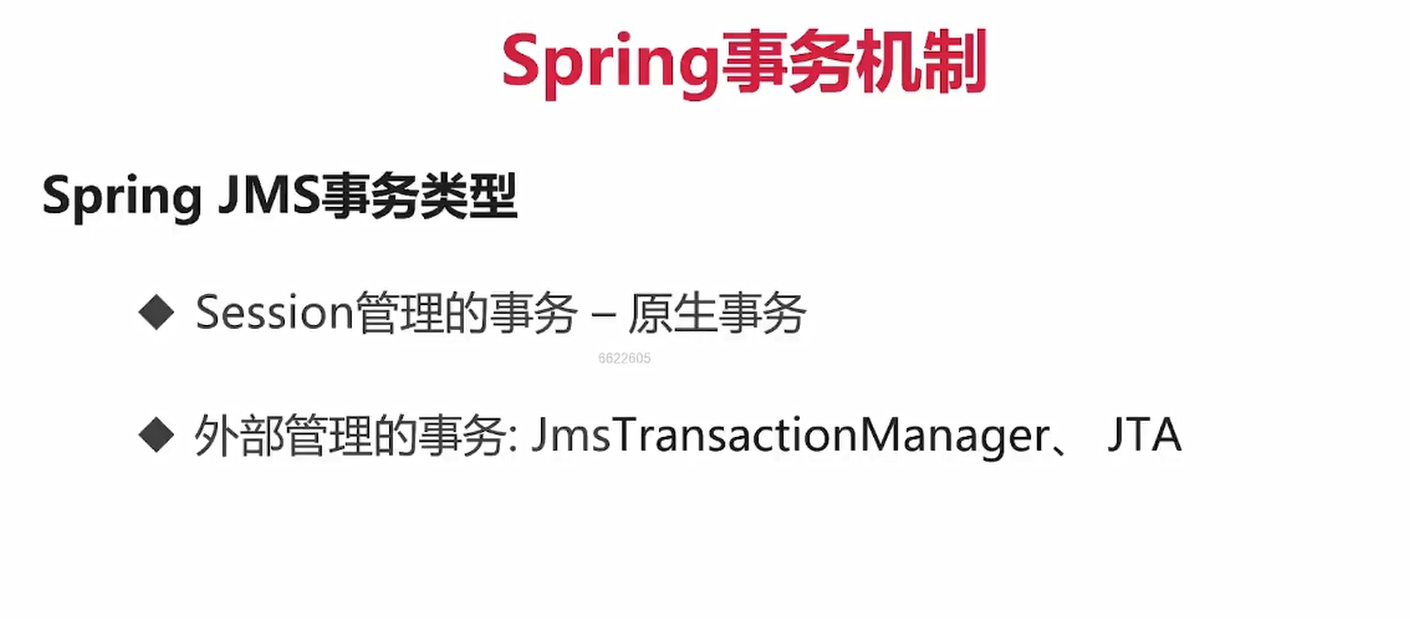 Spring事务机制
Spring JMS事务类型
◆ Session管理的事务 – 原生事务
6622605
◆ 外部管理的事务: JmsTransactionManager、 JTA